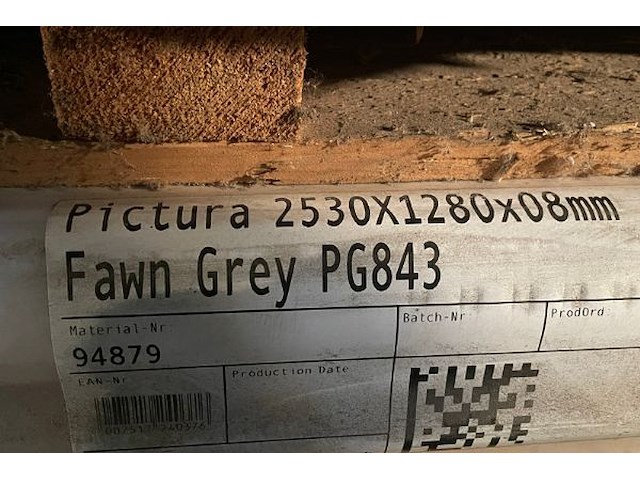 Pictura 2530X1280x08mm
Fawn Grey PG843
Material-Nr
Batch-Nr
ProdOrd
94879
EAN-Nr
Production Date